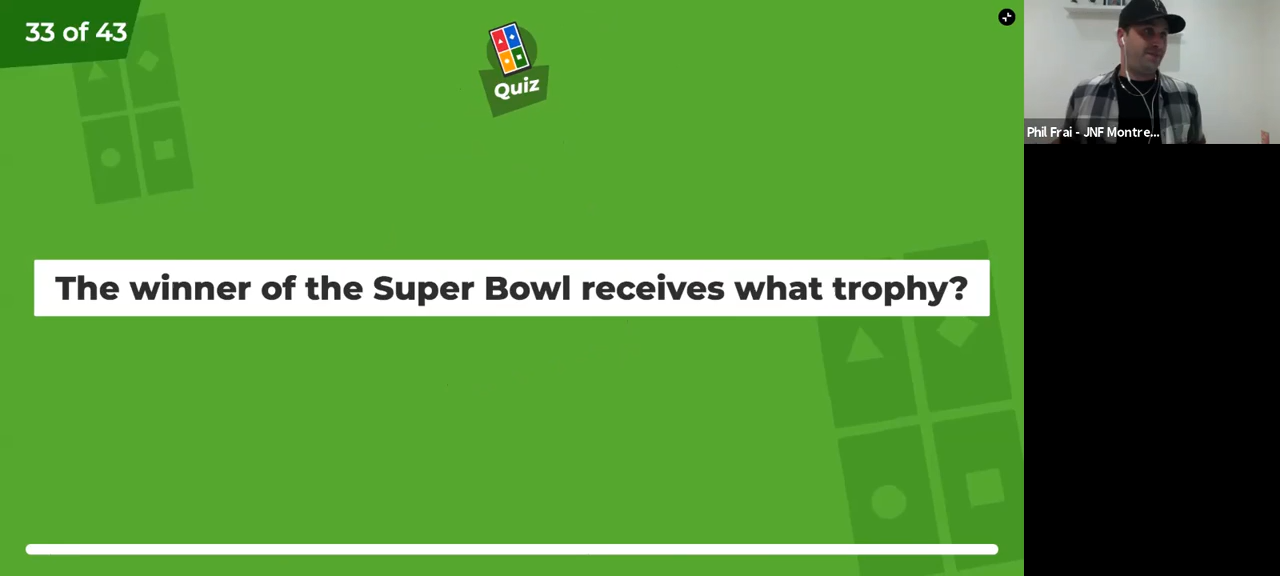 33 of 43
Quiz
The winner of the Super Bowl receives what trophy?
Phil Frai - JNF Montre...